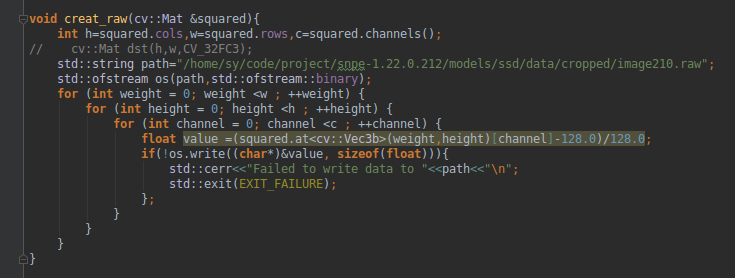 void creat_raw(cv::Mat &squared){
    int h=squared.cols,w=squared.rows,c=squared.channels();
//    cv::Mat dst(h,w,CV_32FC3);
    std::string path="/home/sy/code/project/snpe-1.22.0.212/models/ssd/data/cropped/image210.raw";
    std::ofstream os(path,std::ofstream::binary);
    for (int weight = 0; weight <w ; ++weight) {
        for (int height = 0; height <h ; ++height) {
            for (int channel = 0; channel <c ; ++channel) {
                float value =(squared.at<cv::Vec3b>(weight,height)[channel]-128.0)/128.0;
                if(!os.write((char*)&value, sizeof(float))){
                    std::cerr<<"Failed to write data to "<<path<<"\n";
                    std::exit(EXIT_FAILURE);
                };
            }
        }
    }
}